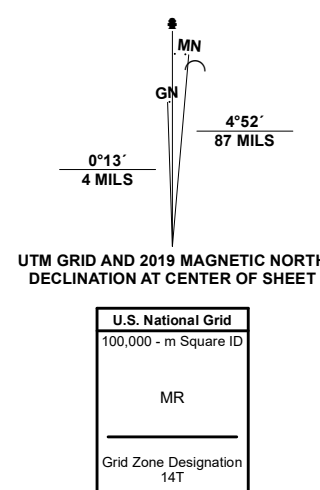 MN
GN
4°52´
87 MILS
0°13´
4 MILS
UTM GRID AND 2019 MAGNETIC NORTH
DECLINATION AT CENTER OF SHEET
U.S. National Grid
100,000 - m Square ID
MR
Grid Zone Designation
14T